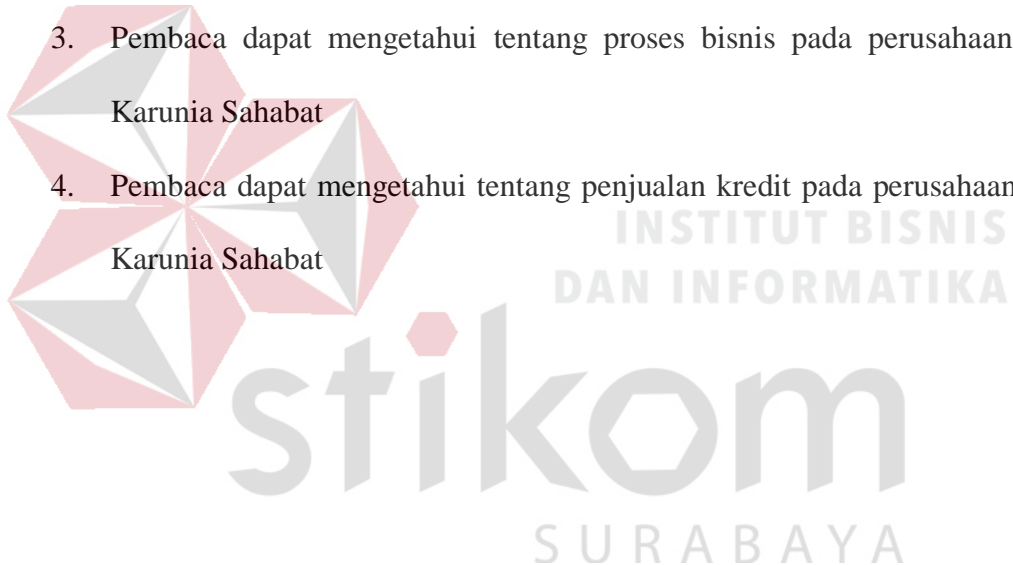 3. Pembaca dapat mengetahui tentang proses bisnis pada perusahaan
Karunia Sahabat
4. Pembaca dapat mengetahui tentang penjualan kredit pada perusahaan
Karunia Sahabat
INSTITUT BISNIS
DAN INFORMATIKA
stikom
SURABAYA